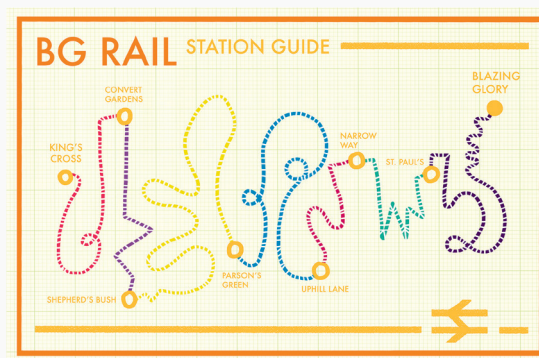 BG RAIL STATION GUIDE
BLAZING
GLORY
CONVERT
GARDENS
KING'S
CROSS
NARROW
WAY
ST. PAUL'S
PARSON'S
GREEN
UPHILL LANE
SHEPHERD'S BUSH